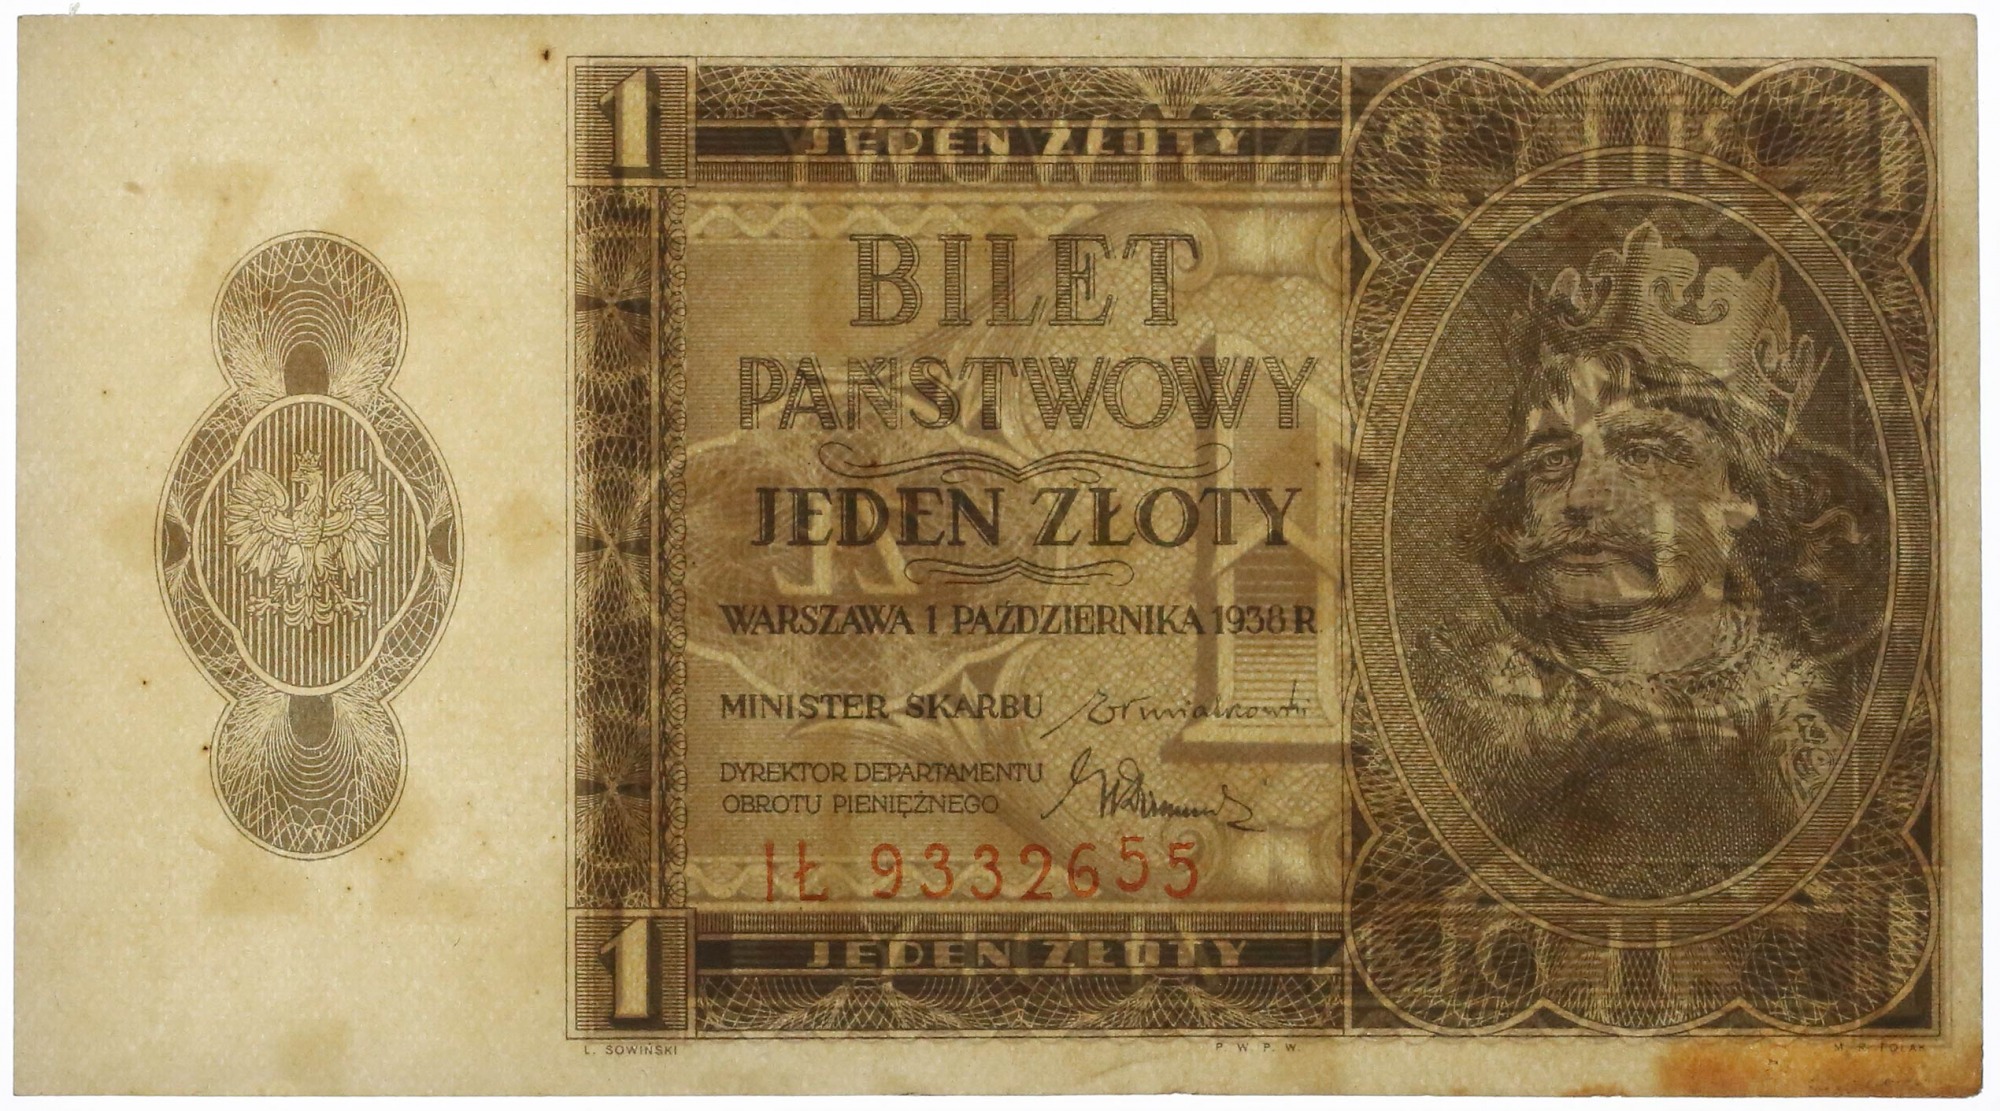 1 JEDEN ZŁOTY
BILET
PAŃSTWOWY
JEDEN ZŁOTY
WARSZAWA 1 PAŹDZIERNIKA 1938 R
MINISTER SKARBU
DYREKTOR DEPARTAMENTU
OBROTU PIENIĘŻNEGO
IŁ 9332655
1 JEDEN ZŁOTY
L. SOWIŃSKI P. W. P. W. M. R. POLAK